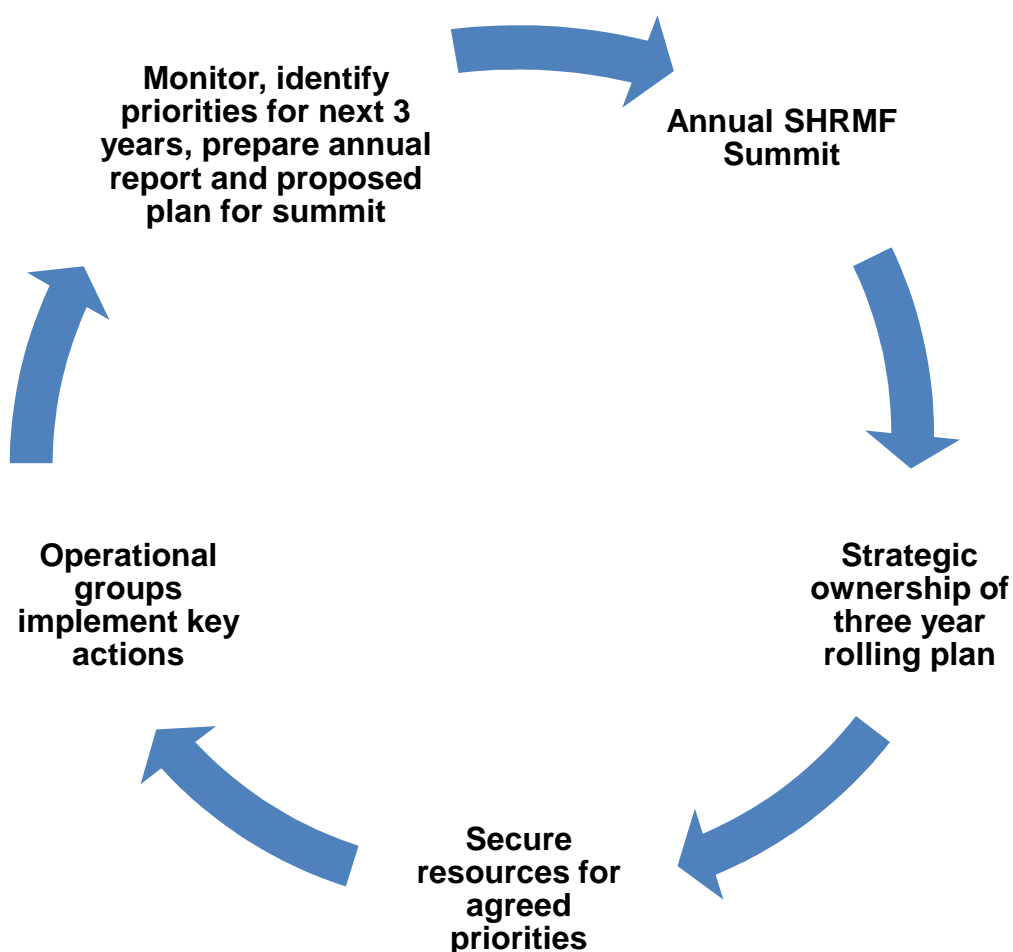 Monitor, identify
priorities for next 3
years, prepare annual
report and proposed
plan for summit
Annual SHRMF
Summit
Strategic
ownership of
three year
rolling plan
Secure
resources for
agreed
priorities
Operational
groups
implement key
actions